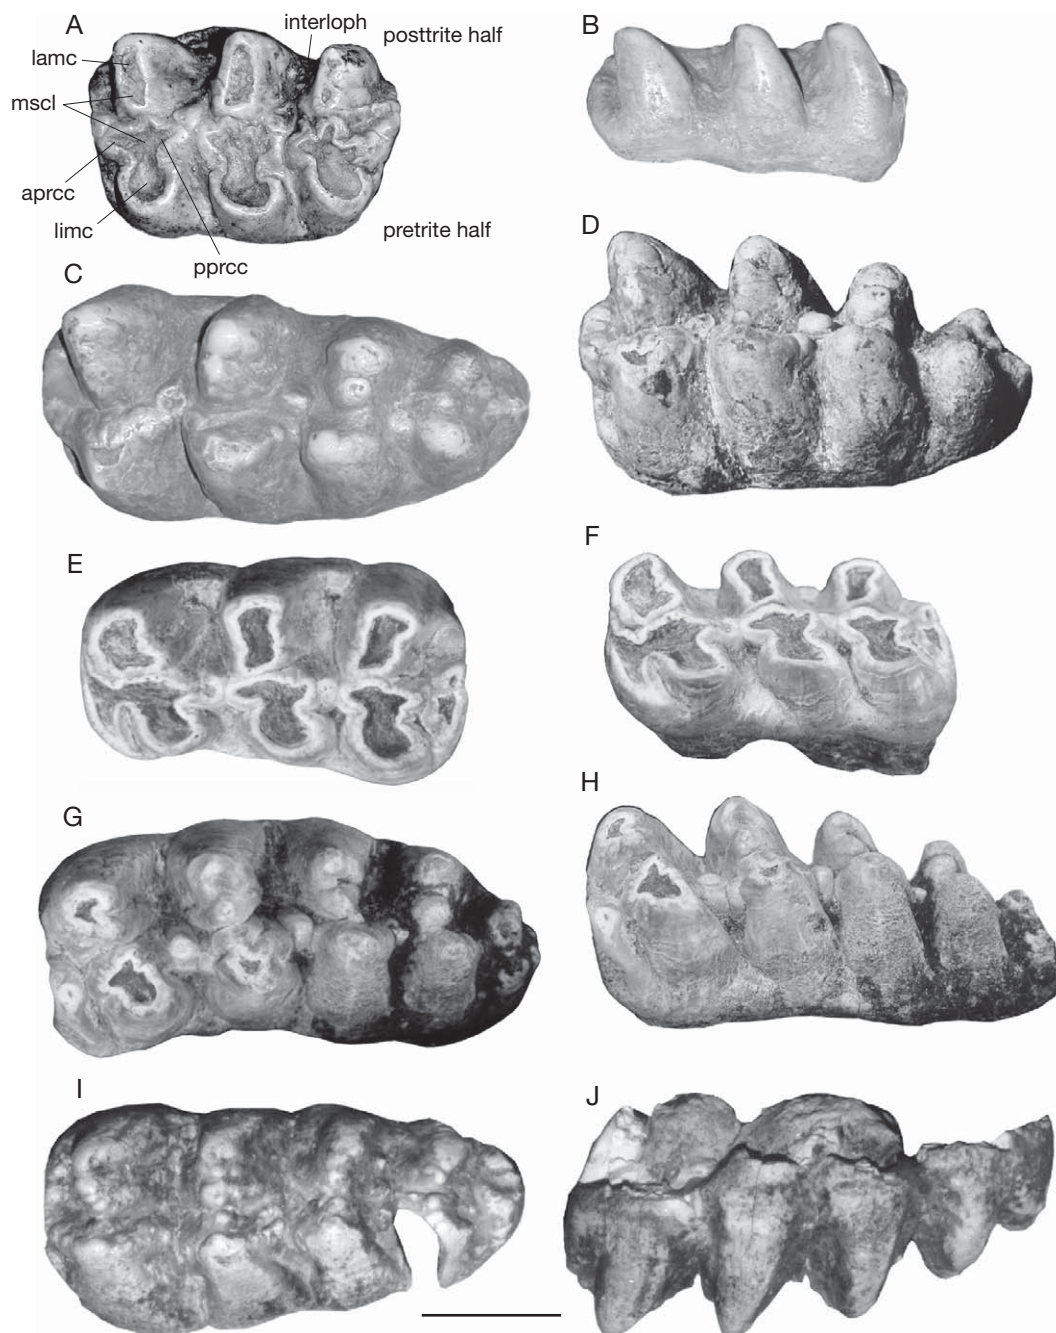 A
interloph
posttrite half
B
lamc
mscl
aprcc
limc
pretrite half
pprcc
C
D
E
F
G
H
I
J